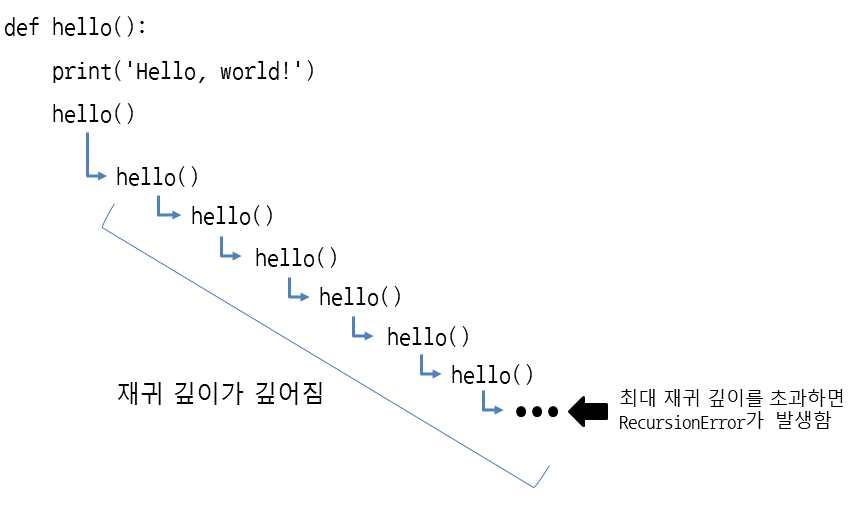 def hello():
    print('Hello, world!')
    hello()
hello()
hello()
hello()
hello()
hello()
hello()
재귀 깊이가 깊어짐
최대 재귀 깊이를 초과하면
RecursionError가 발생함